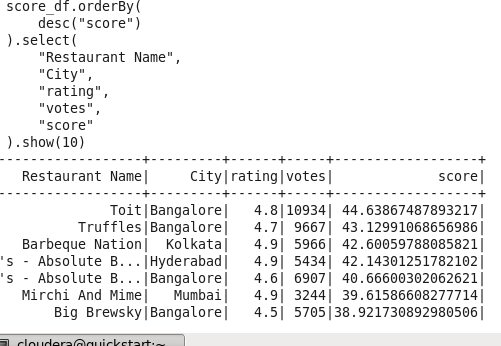 score_df.orderBy(
desc("score")
).select(
"Restaurant Name",
"City",
"rating",
"votes",
"score"
).show(10)
-----------------+---------+------+-----+------------------+
Restaurant Name| City|rating|votes| score|
-----------------+---------+------+-----+------------------+
Toit|Bangalore| 4.8|10934| 44.63867487893217|
Truffles|Bangalore| 4.7| 9667| 43.12991068656986|
Barbeque Nation| Kolkata| 4.9| 5966| 42.60059788085821|
's - Absolute B...|Hyderabad| 4.9| 5434| 42.14301251782102|
's - Absolute B...|Bangalore| 4.6| 6907| 40.66600302062621|
Mirchi And Mime| Mumbai| 4.9| 3244| 39.61586608277714|
Big Brewsky|Bangalore| 4.5| 5705|38.921730892980506|
cloudera@quickstart:~